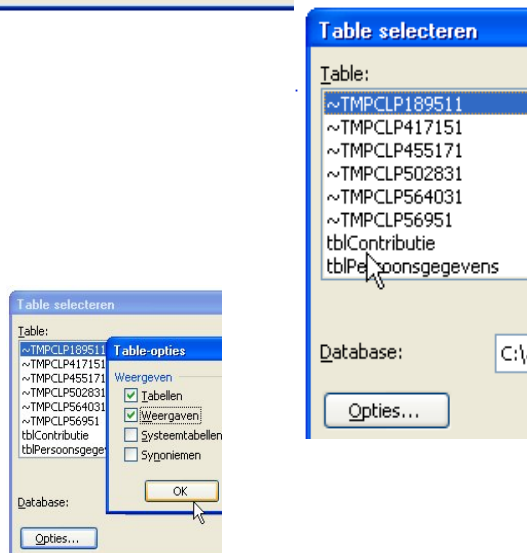 Table selecteren
Table:
~TMPCLP189511
~TMPCLP417151
~TMPCLP455171
~TMPCLP502831
~TMPCLP564031
~TMPCLP56951
tblContributie
tblPersoonsgegevens
Database:
C:\
Opties...
Table selecteren
Table:
~TMPCLP189511
~TMPCLP417151
~TMPCLP455171
~TMPCLP502831
~TMPCLP564031
~TMPCLP56951
tblContributie
tblPersoonsgege
Database:
Opties...
Table-opties
Weergeven
Tabellen
Weergaven
Systeemtabellen
Synoniemen
OK